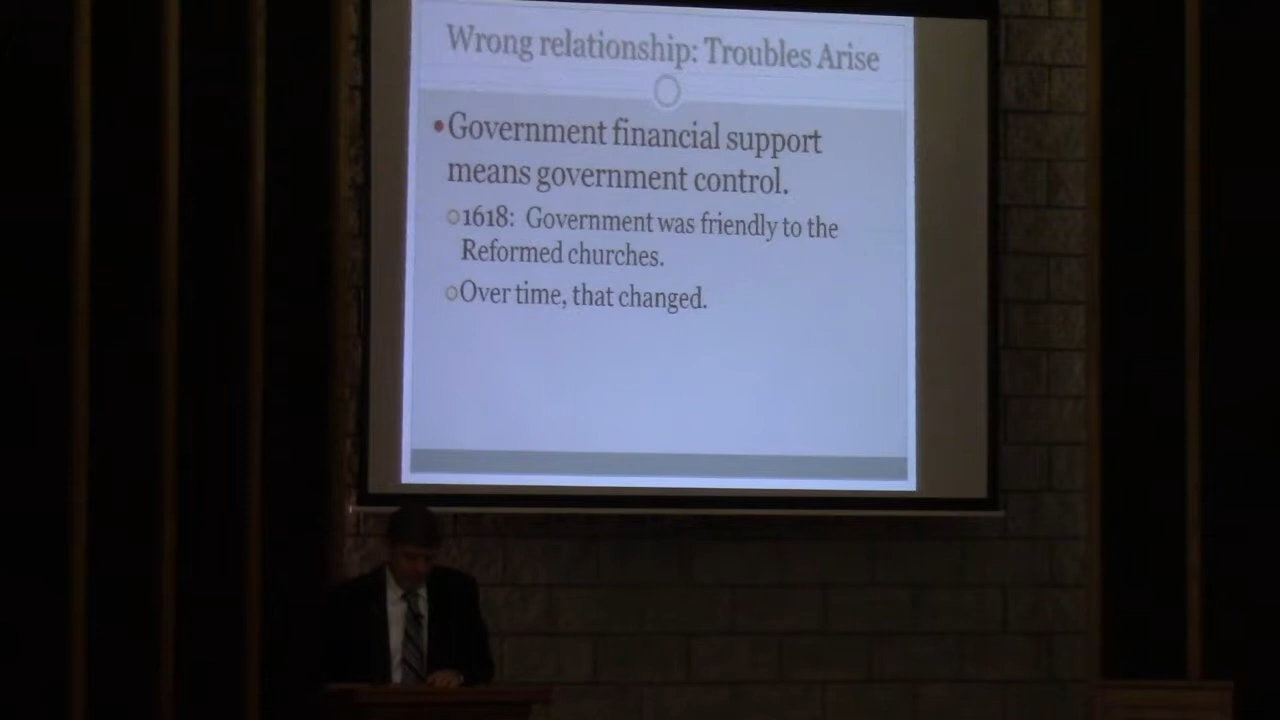 Wrong relationship: Troubles Arise
•Government financial support
means government control.
○1618: Government was friendly to the
Reformed churches.
○Over time, that changed.